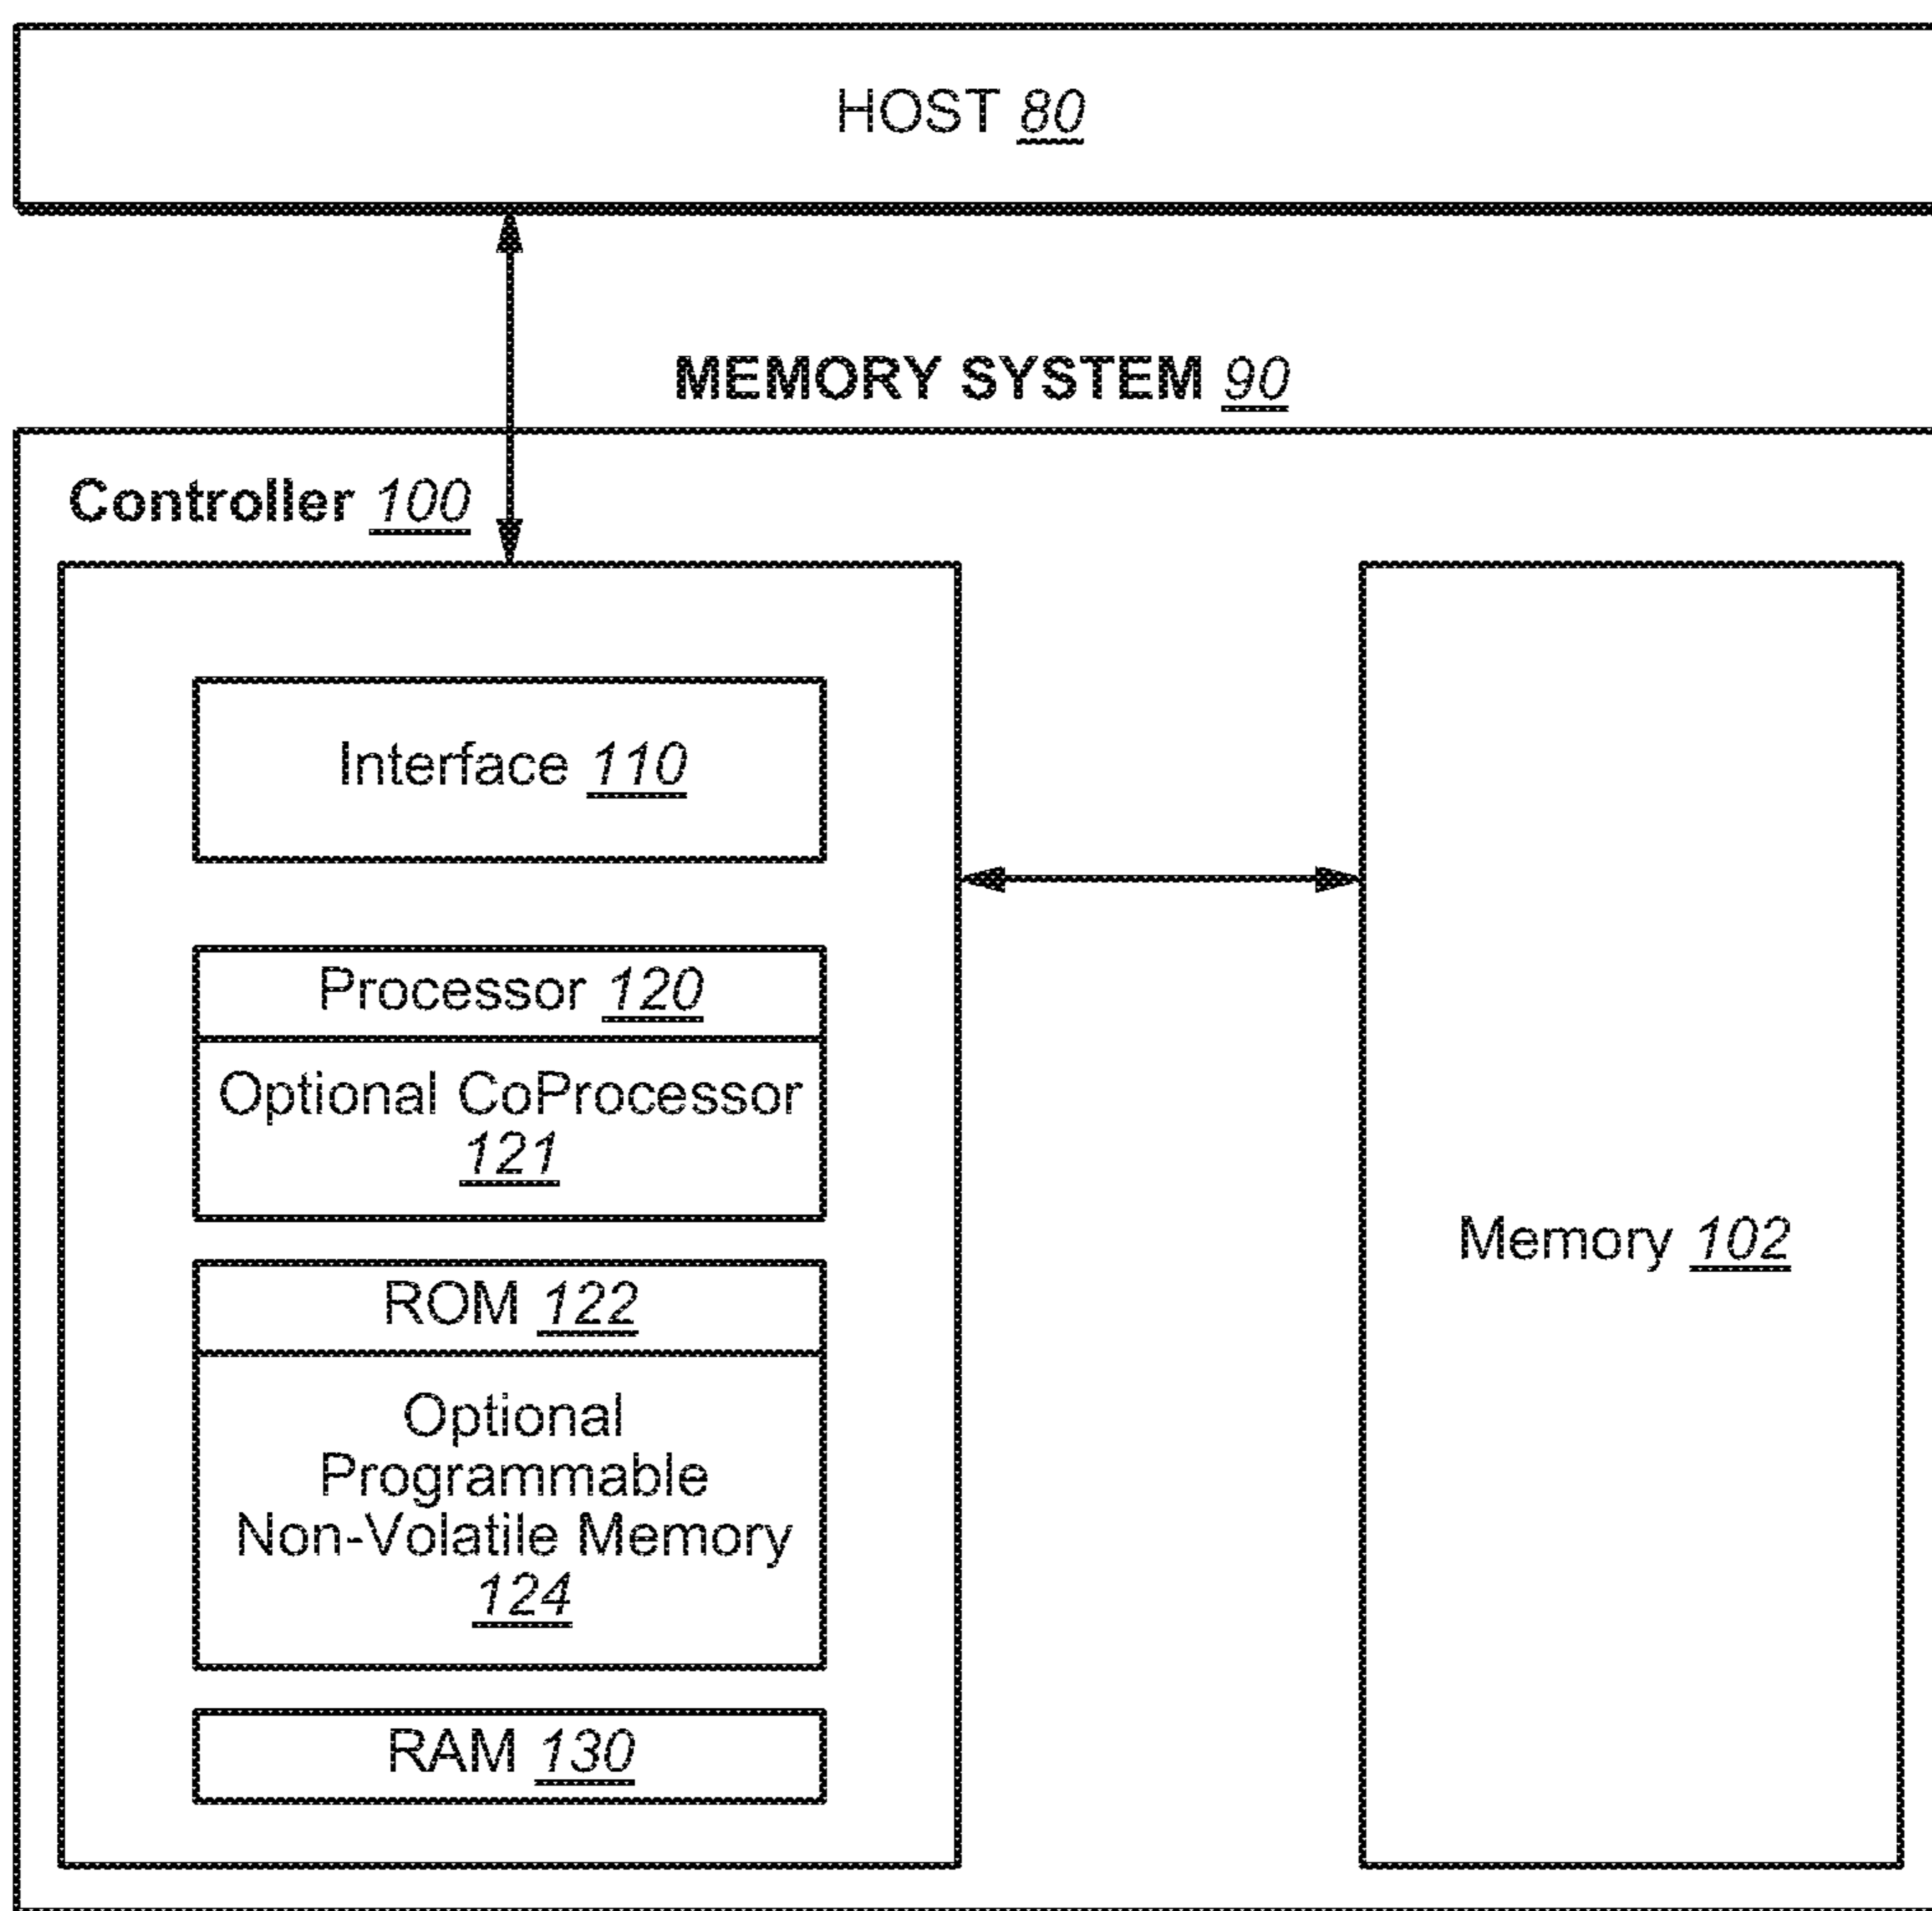 HOST 80
MEMORY SYSTEM 90
Controller 100
Interface 110
Processor 120
Optional CoProcessor
121
ROM 122
Optional
Programmable
Non-Volatile Memory
124
RAM 130
Memory 102